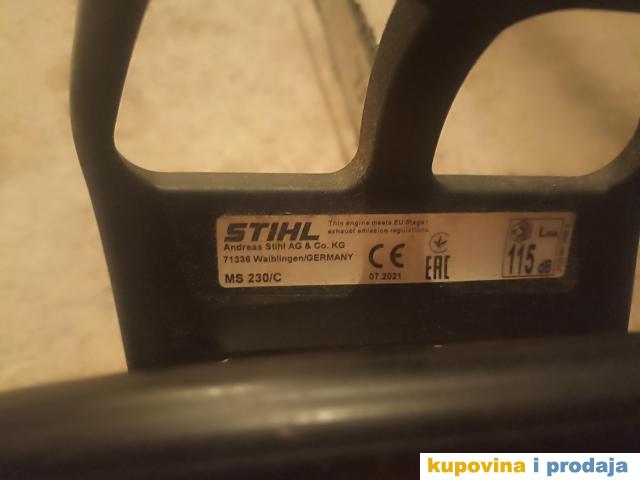 STIHL
This engine meets EU Stage I
exhaust emission regulations
Andreas Stihl AG & Co. KG
71336 Waiblingen/GERMANY
MS 230/C
CE
07.2021
EAC
115 dB
kupovina i prodaja